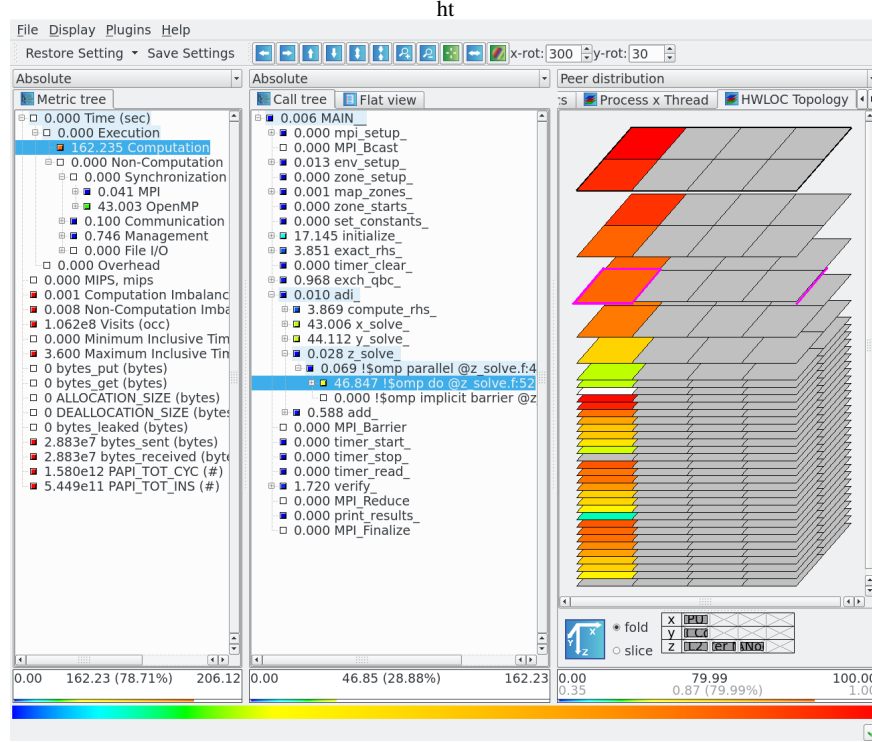 ht
File Display Plugins Help
Restore Setting Save Settings x-rot: 300 y-rot: 30
Absolute
Metric tree
0.000 Time (sec)
0.000 Execution
162.235 Computation
0.000 Non-Computation
0.000 Synchronization
0.041 MPI
43.003 OpenMP
0.100 Communication
0.746 Management
0.000 File I/O
0.000 Overhead
0.000 MIPS, mips
0.001 Computation Imbalanc
0.008 Non-Computation Imba
1.062e8 Visits (occ)
0.000 Minimum Inclusive Tim
3.600 Maximum Inclusive Tim
0 bytes_put (bytes)
0 bytes_get (bytes)
0 ALLOCATION_SIZE (bytes)
0 DEALLOCATION_SIZE (bytes
0 bytes_leaked (bytes)
2.883e7 bytes_sent (bytes)
2.883e7 bytes_received (byte
1.580e12 PAPI_TOT_CYC (#)
5.449e11 PAPI_TOT_INS (#)
0.00 162.23 (78.71%) 206.12
Absolute
Call tree Flat view
0.006 MAIN__
0.000 mpi_setup_
0.000 MPI_Bcast
0.013 env_setup_
0.000 zone_setup_
0.001 map_zones_
0.000 zone_starts_
0.000 set_constants_
17.145 initialize_
3.851 exact_rhs_
0.000 timer_clear_
0.968 exch_qbc_
0.010 adi_
3.869 compute_rhs_
43.006 x_solve_
44.112 y_solve_
0.028 z_solve_
0.069 !$omp parallel @z_solve.f:4
46.847 !$omp do @z_solve.f:52
0.000 !$omp implicit barrier @z
0.588 add_
0.000 MPI_Barrier
0.000 timer_start_
0.000 timer_stop_
0.000 timer_read_
1.720 verify_
0.000 MPI_Reduce
0.000 print_results_
0.000 MPI_Finalize
0.00 46.85 (28.88%) 162.23
Peer distribution
Process x Thread HWLOC Topology
X Y Z
fold
slice
x PU
y
z
0.00 79.99 100.00
0.35 0.87 (79.99%) 1.00